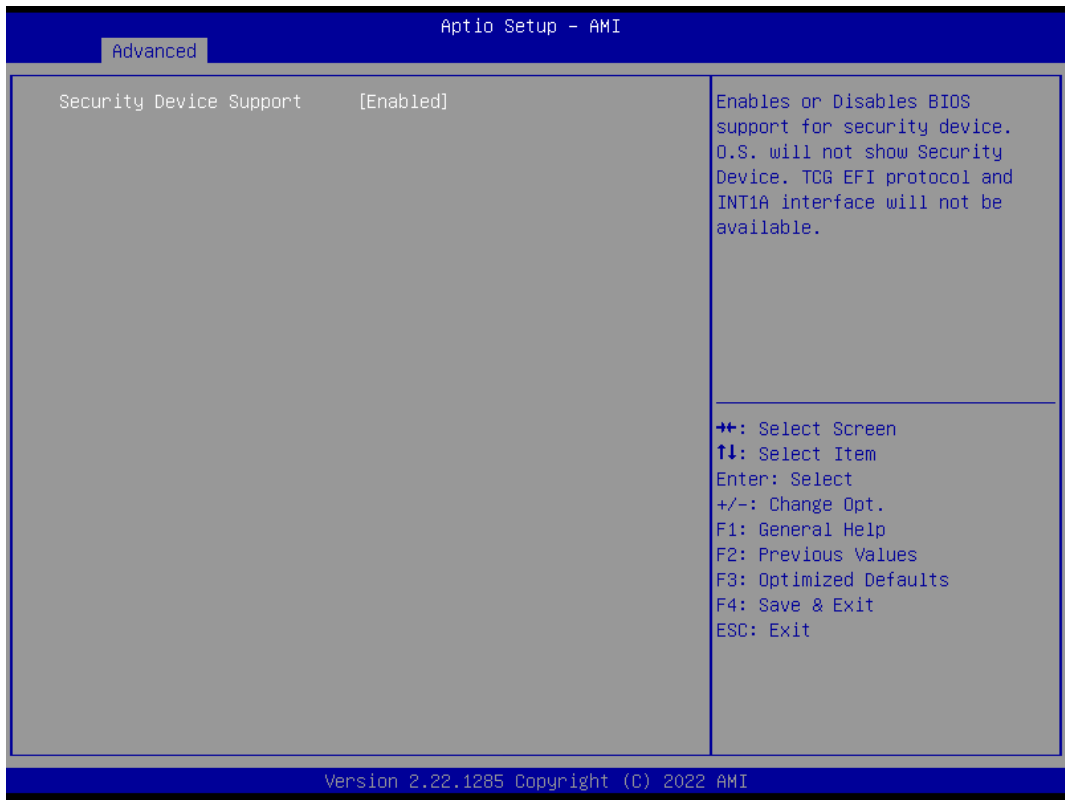 Aptio Setup – AMI
Advanced
Security Device Support [Enabled]
Enables or Disables BIOS
support for security device.
O.S. will not show Security
Device. TCG EFI protocol and
INT1A interface will not be
available.
→←: Select Screen
↑↓: Select Item
Enter: Select
+/-: Change Opt.
F1: General Help
F2: Previous Values
F3: Optimized Defaults
F4: Save & Exit
ESC: Exit
Version 2.22.1285 Copyright (C) 2022 AMI